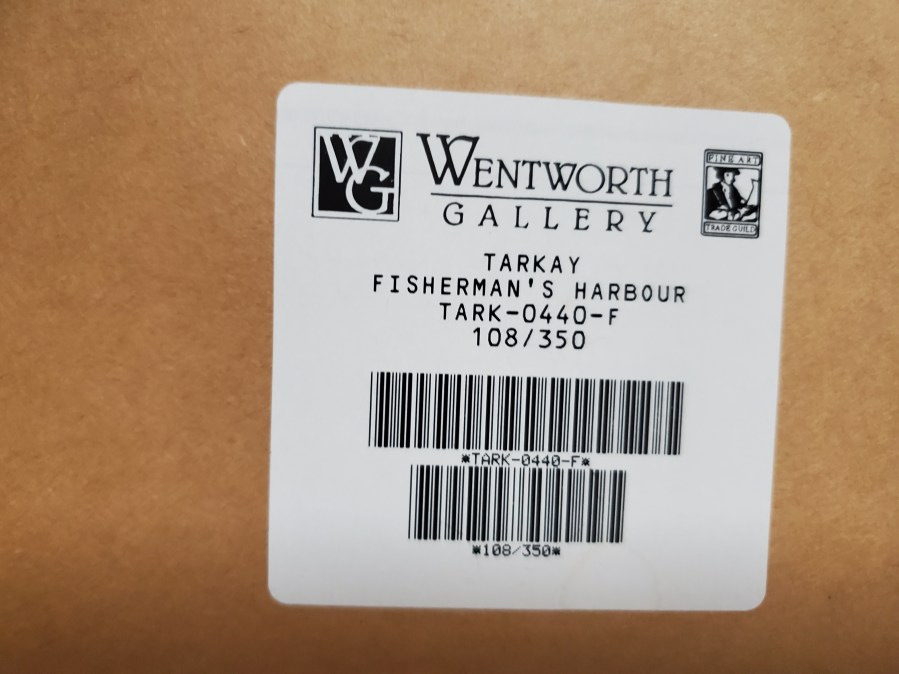 WG
WENTWORTH
GALLERY
FINE ART
TRADE GUILD
TARKAY
FISHERMAN'S HARBOUR
TARK-0440-F
108/350
*TARK-0440-F*
*108/350*